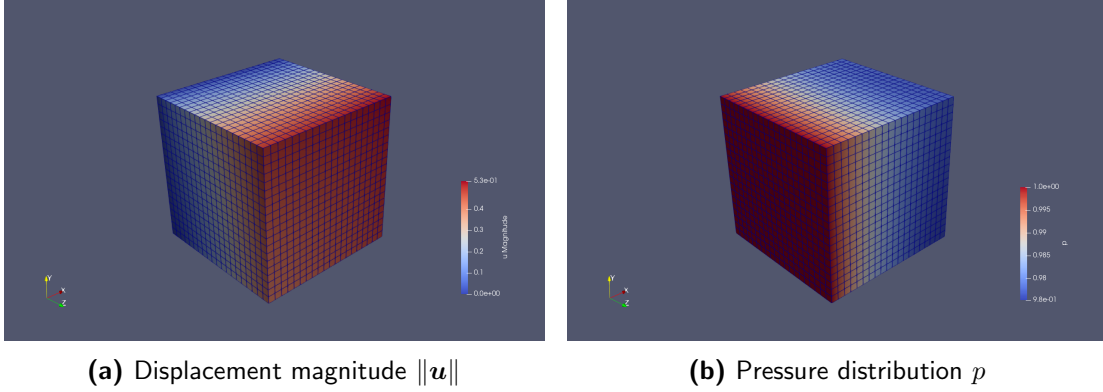 5.3e-01
0.4
0.3
0.2
0.1
0.0e+00
u Magnitude
Y
X
Z
1.0e+00
0.995
0.99
0.985
0.98
9.8e-01
p
Y
X
Z
(a) Displacement magnitude ‖u‖
(b) Pressure distribution p